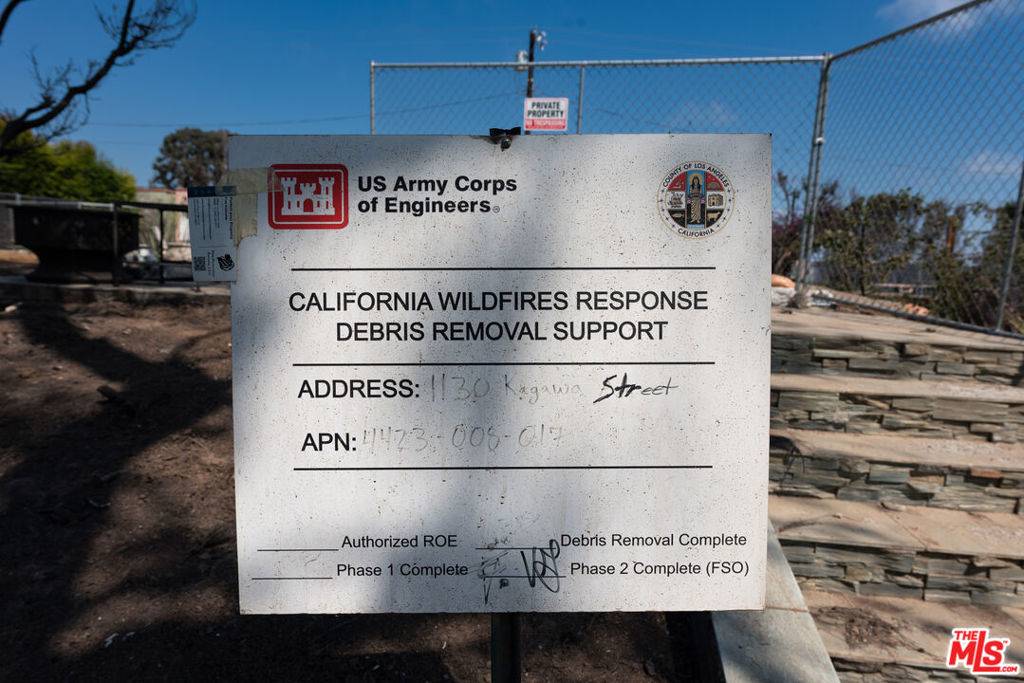 PRIVATE
PROPERTY
NO TRESPASSING
US Army Corps
of Engineers®
COUNTY OF LOS ANGELES
CALIFORNIA
CALIFORNIA WILDFIRES RESPONSE
DEBRIS REMOVAL SUPPORT
ADDRESS: 1130 Kagawa Street
APN: 4423-008-017
Authorized ROE
Debris Removal Complete
Phase 1 Complete
Phase 2 Complete (FSO)
THE
MLS